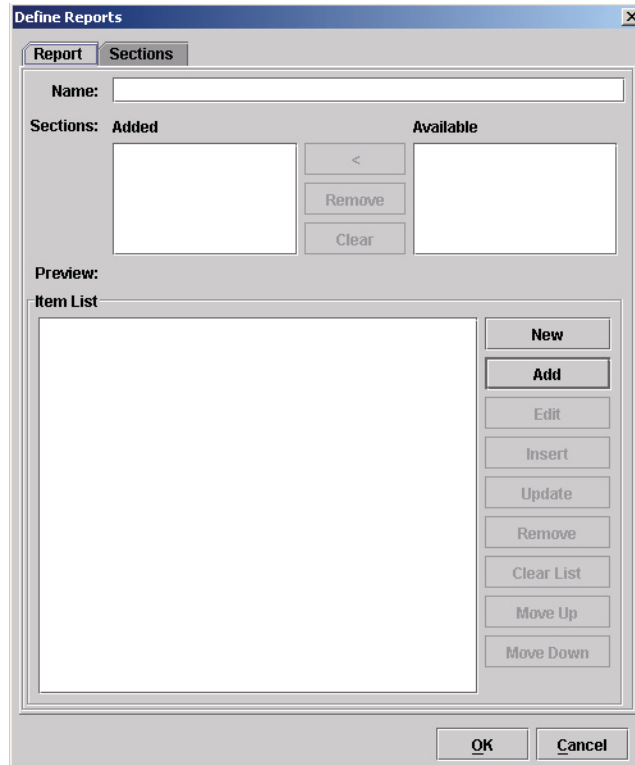 Define Reports
Report Sections
Name:
Sections: Added Available
<
Remove
Clear
Preview:
Item List
New
Add
Edit
Insert
Update
Remove
Clear List
Move Up
Move Down
OK Cancel